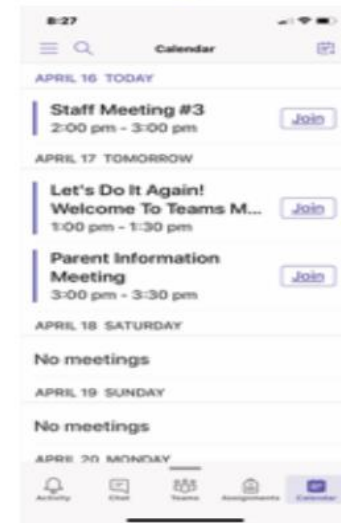 8:27
Calendar
APRIL 16 TODAY
Staff Meeting #3
2:00 pm - 3:00 pm
Join
APRIL 17 TOMORROW
Let's Do It Again!
Welcome To Teams M...
1:00 pm - 1:30 pm
Join
Parent Information
Meeting
3:00 pm - 3:30 pm
Join
APRIL 18 SATURDAY
No meetings
APRIL 19 SUNDAY
No meetings
APRIL 20 MONDAY
Activity Chat Teams Assignments Calendar